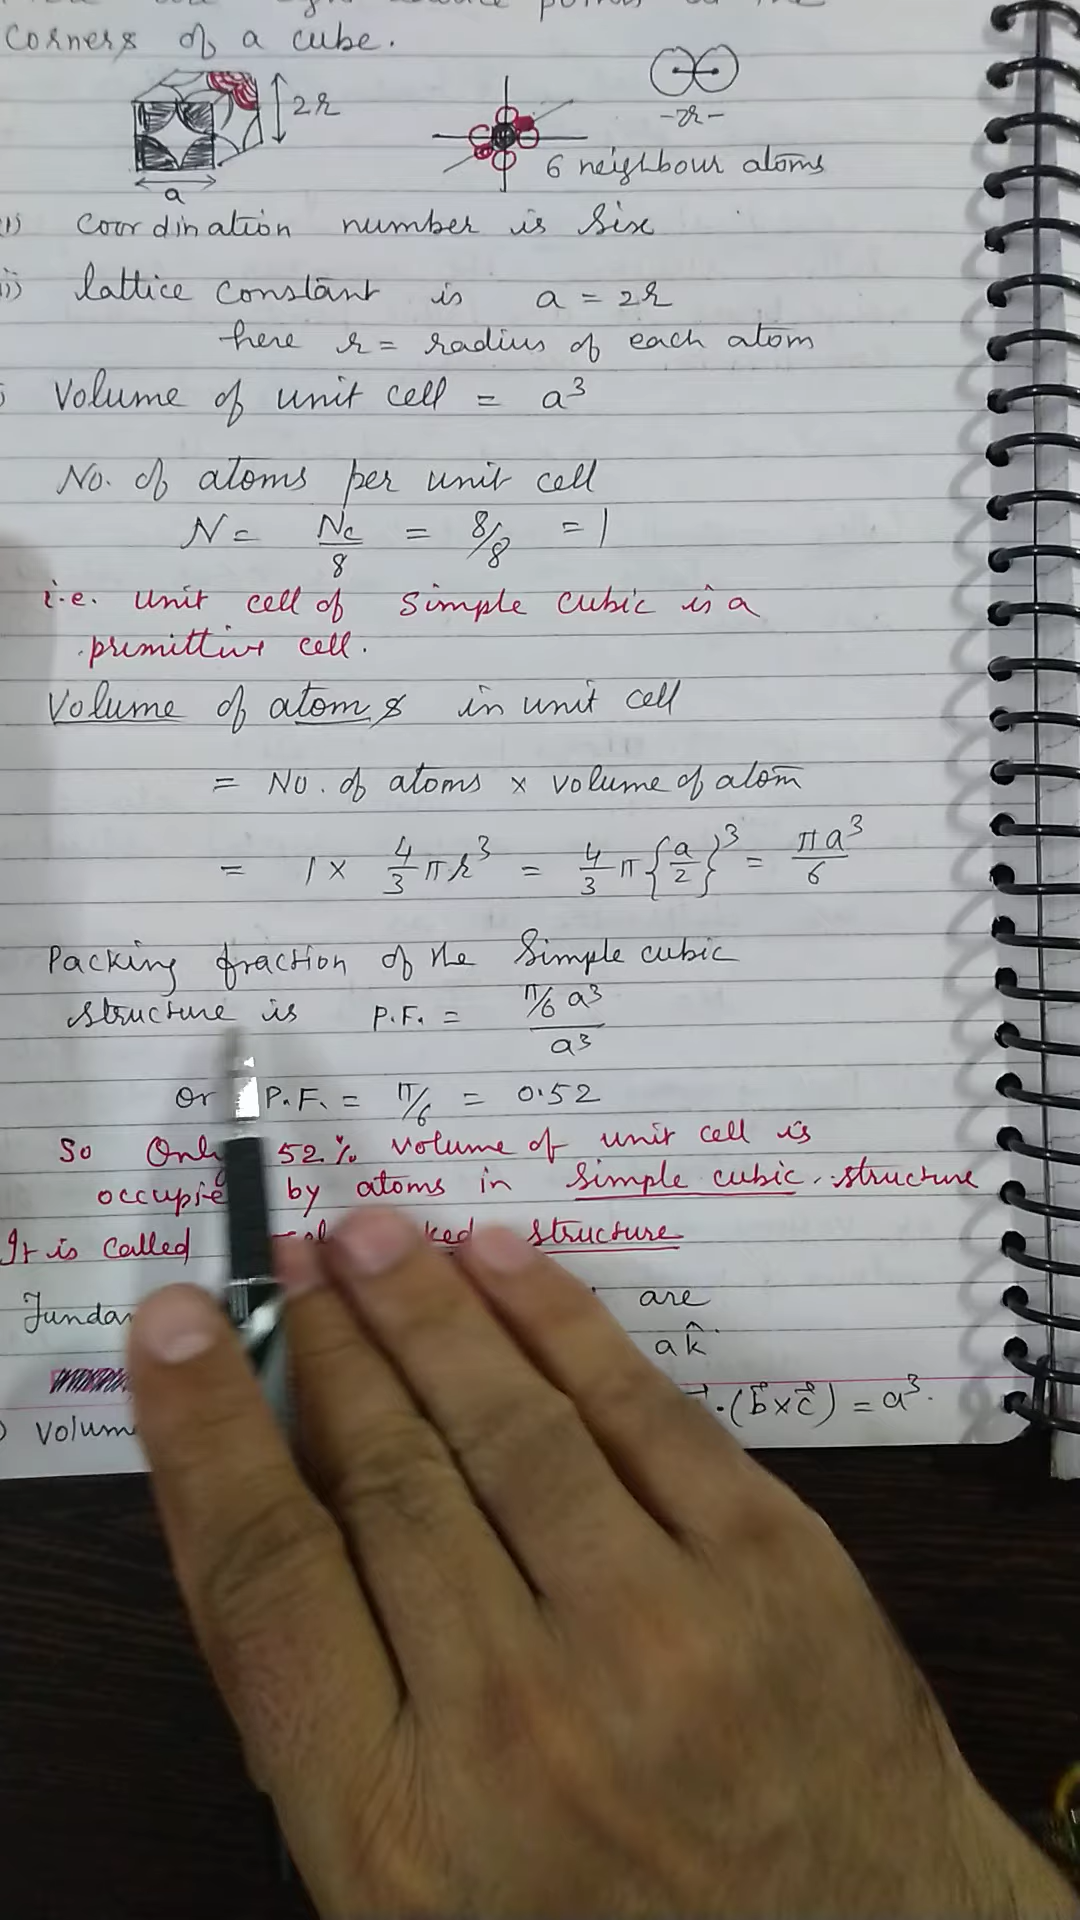 corners of a cube.
2r
-2r-
6 neighbour atoms
a
coordination number is six
lattice constant is a = 2r
here r = radius of each atom
Volume of unit cell = a³
No. of atoms per unit cell
N = Nc/8 = 8/8 = 1
i.e. unit cell of simple cubic is a
primittive cell.
Volume of atoms in unit cell
= No. of atoms × volume of atom
= 1 × 4/3 πr³ = 4/3 π{a/2}³ = πa³/6
Packing fraction of the Simple cubic
structure is P.F. = π/6 a³/a³
Or P.F. = π/6 = 0.52
So Only 52% volume of unit cell is
occupie by atoms in simple cubic structure
It is called structure
are
a k̂
.(b⃗×c⃗) = a³.